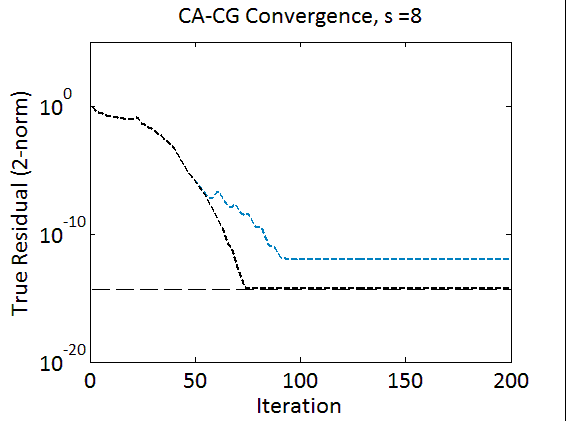 CA-CG Convergence, s =8
True Residual (2-norm)
10^0
10^-10
10^-20
0 50 100 150 200
Iteration